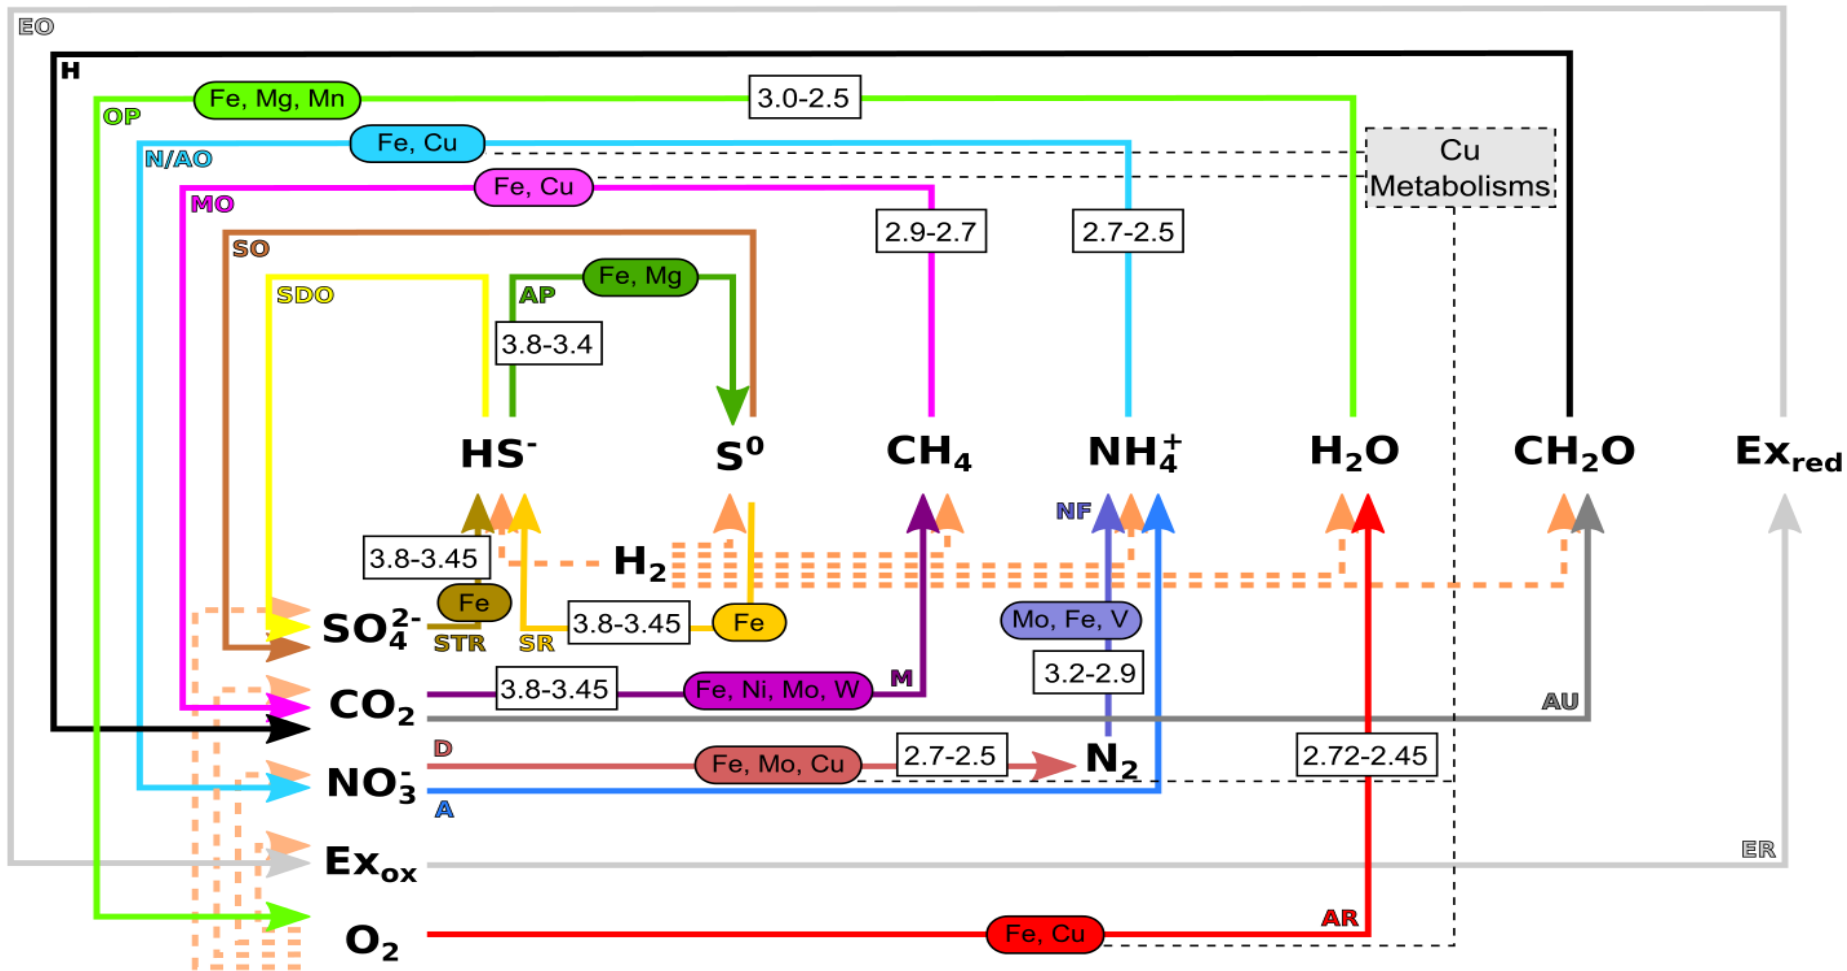 EO
H
Fe, Mg, Mn
3.0-2.5
OP
N/AO
Fe, Cu
Cu
Metabolisms
MO
Fe, Cu
SO
2.9-2.7
2.7-2.5
SDO
AP
Fe, Mg
3.8-3.4
HS⁻
S⁰
CH₄
NH₄⁺
H₂O
CH₂O
Ex_red
NF
3.8-3.45
H₂
Fe
SO₄²⁻
STR
SR
3.8-3.45
Fe
Mo, Fe, V
3.2-2.9
CO₂
3.8-3.45
Fe, Ni, Mo, W
M
AU
D
NO₃⁻
Fe, Mo, Cu
2.7-2.5
N₂
2.72-2.45
A
Ex_ox
ER
O₂
Fe, Cu
AR